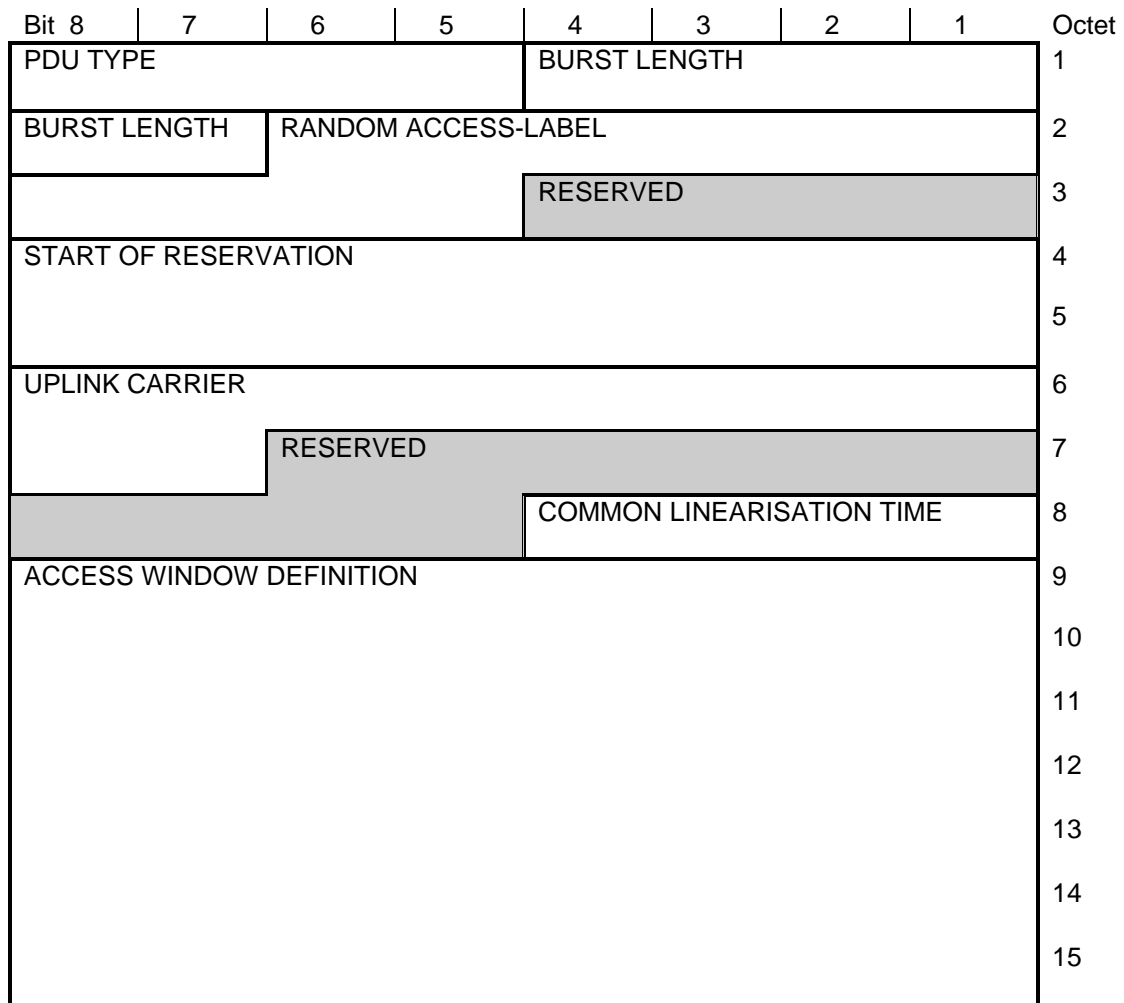 Bit 8 7 6 5 4 3 2 1 Octet
PDU TYPE BURST LENGTH 1
BURST LENGTH RANDOM ACCESS-LABEL 2
RESERVED 3
START OF RESERVATION 4
5
UPLINK CARRIER 6
RESERVED 7
COMMON LINEARISATION TIME 8
ACCESS WINDOW DEFINITION 9
10
11
12
13
14
15